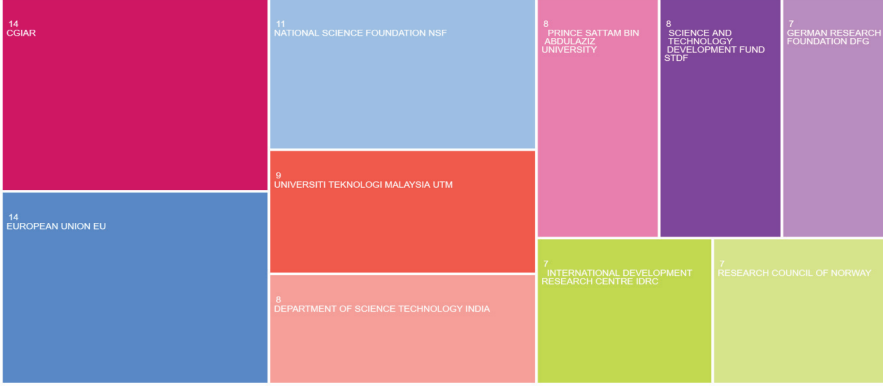 14
CGIAR
14
EUROPEAN UNION EU
11
NATIONAL SCIENCE FOUNDATION NSF
9
UNIVERSITI TEKNOLOGI MALAYSIA UTM
8
DEPARTMENT OF SCIENCE TECHNOLOGY INDIA
8
PRINCE SATTAM BIN
ABDULAZIZ
UNIVERSITY
8
SCIENCE AND
TECHNOLOGY
DEVELOPMENT FUND
STDF
7
GERMAN RESEARCH
FOUNDATION DFG
7
INTERNATIONAL DEVELOPMENT
RESEARCH CENTRE IDRC
7
RESEARCH COUNCIL OF NORWAY